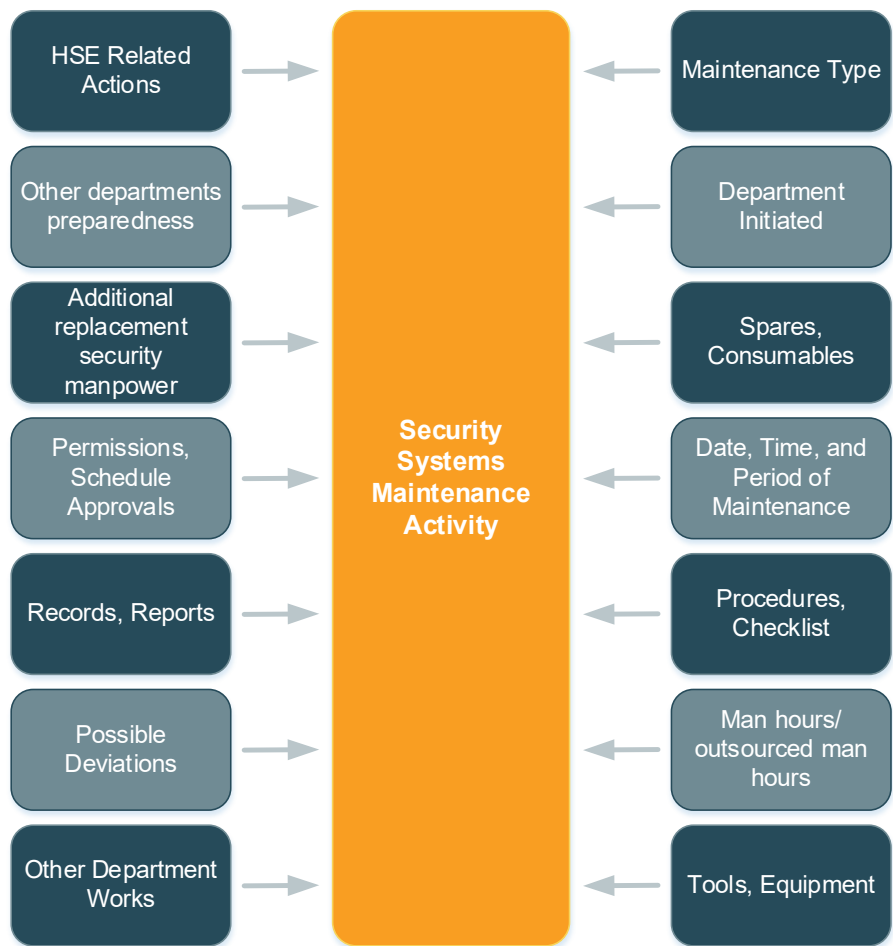 HSE Related
Actions
Other departments
preparedness
Additional
replacement
security
manpower
Permissions,
Schedule
Approvals
Records, Reports
Possible
Deviations
Other Department
Works
Security
Systems
Maintenance
Activity
Maintenance Type
Department
Initiated
Spares,
Consumables
Date, Time, and
Period of
Maintenance
Procedures,
Checklist
Man hours/
outsourced man
hours
Tools, Equipment